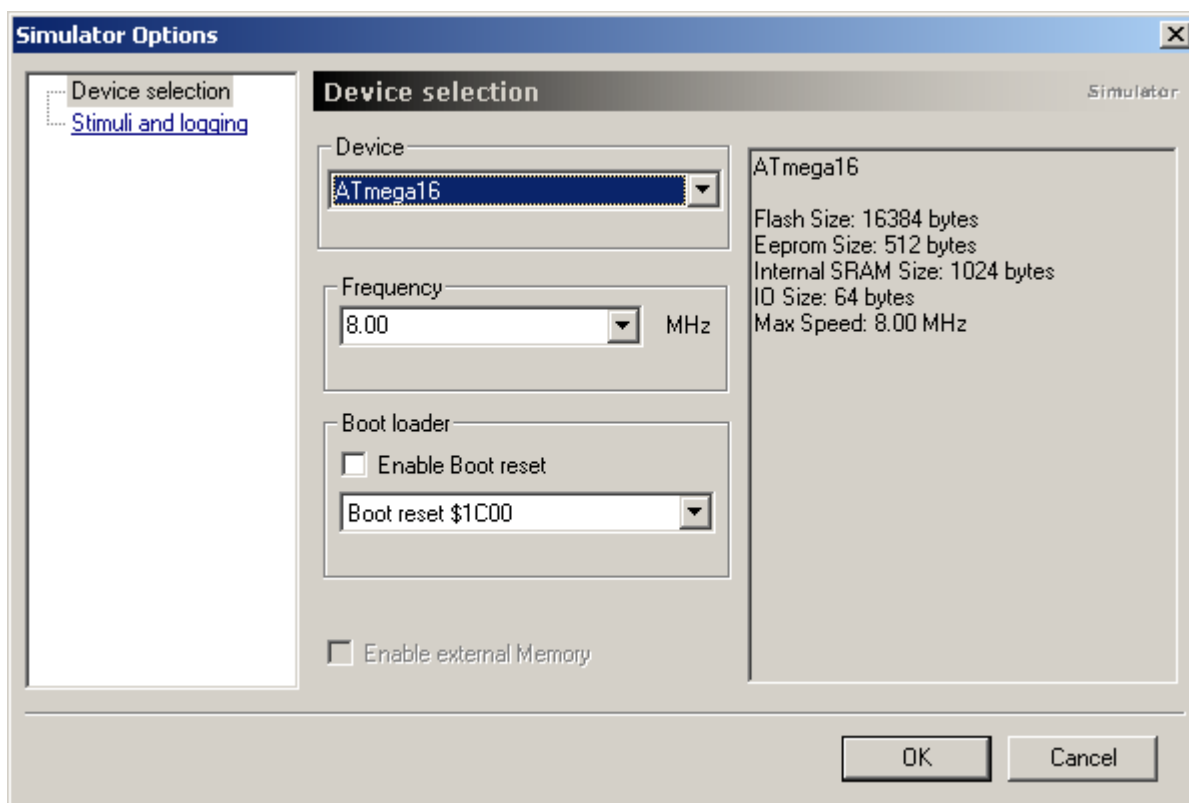 Simulator Options
Device selection
Stimuli and logging
Device selection
Simulator
Device
ATmega16
Frequency
8.00
MHz
Boot loader
Enable Boot reset
Boot reset $1C00
Enable external Memory
ATmega16
Flash Size: 16384 bytes
Eeprom Size: 512 bytes
Internal SRAM Size: 1024 bytes
IO Size: 64 bytes
Max Speed: 8.00 MHz
OK
Cancel